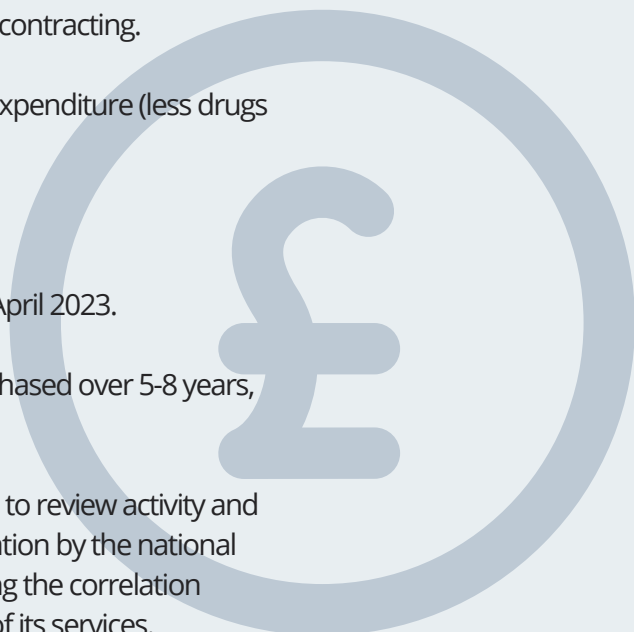 contracting.
xpenditure (less drugs
April 2023.
hased over 5-8 years,
to review activity and
ation by the national
g the correlation
of its services.
£